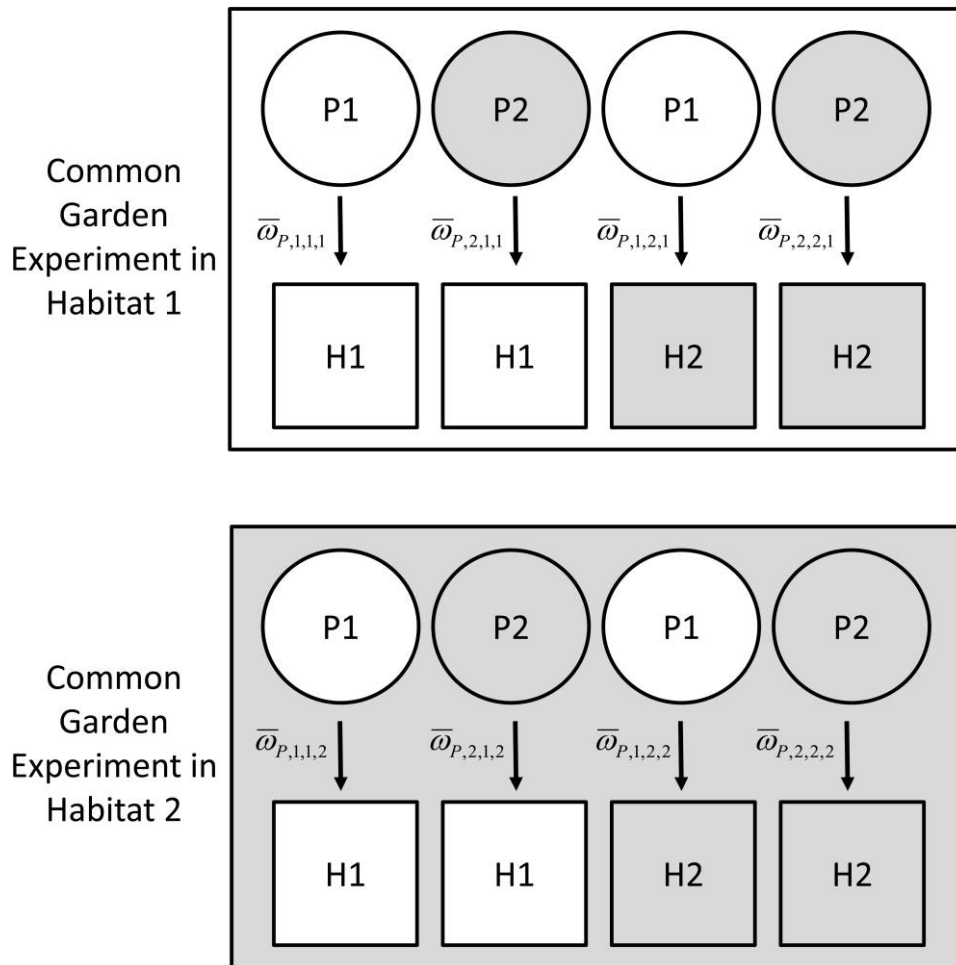 P1 P2 P1 P2
Common
Garden
Experiment in
Habitat 1
ω̅P,1,1,1 ω̅P,2,1,1 ω̅P,1,2,1 ω̅P,2,2,1
H1 H1 H2 H2
P1 P2 P1 P2
Common
Garden
Experiment in
Habitat 2
ω̅P,1,1,2 ω̅P,2,1,2 ω̅P,1,2,2 ω̅P,2,2,2
H1 H1 H2 H2